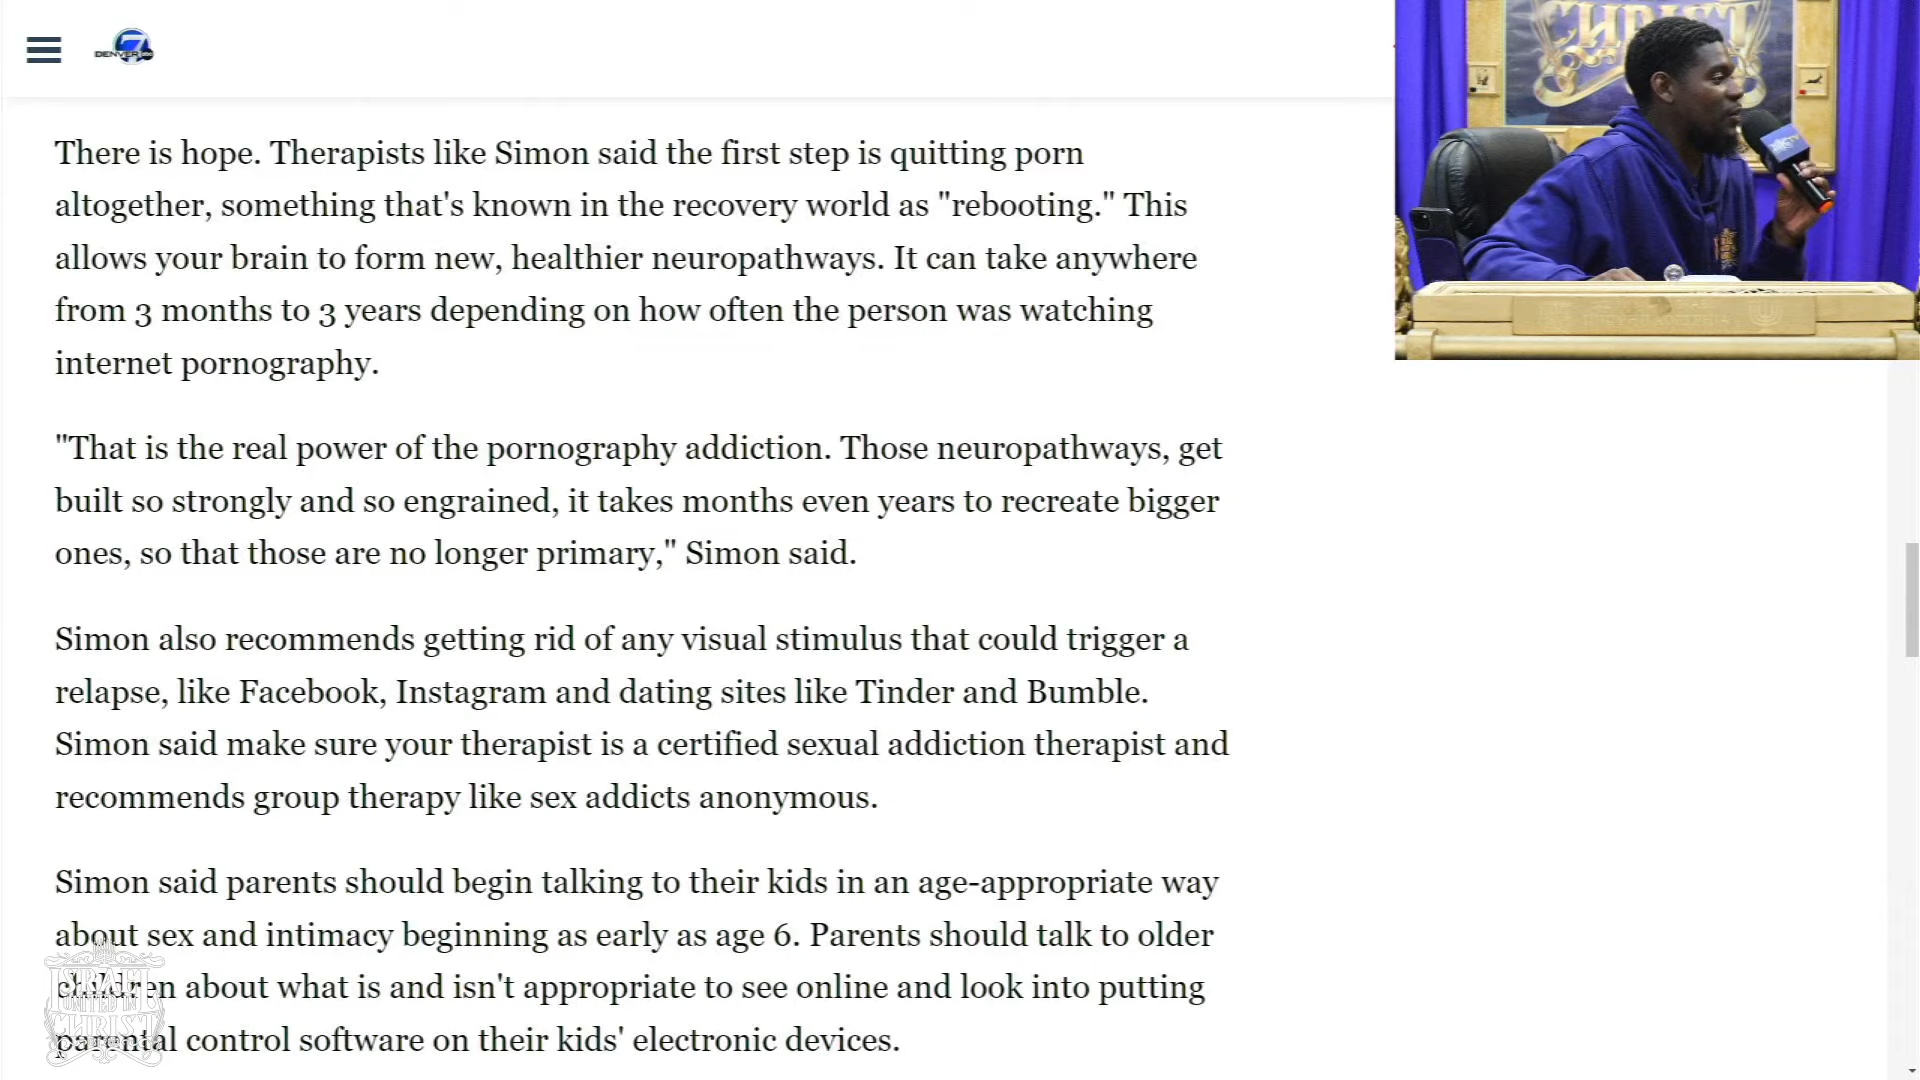 DENVER 7
CHRIST
There is hope. Therapists like Simon said the first step is quitting porn
altogether, something that's known in the recovery world as "rebooting." This
allows your brain to form new, healthier neuropathways. It can take anywhere
from 3 months to 3 years depending on how often the person was watching
internet pornography.
"That is the real power of the pornography addiction. Those neuropathways, get
built so strongly and so engrained, it takes months even years to recreate bigger
ones, so that those are no longer primary," Simon said.
Simon also recommends getting rid of any visual stimulus that could trigger a
relapse, like Facebook, Instagram and dating sites like Tinder and Bumble.
Simon said make sure your therapist is a certified sexual addiction therapist and
recommends group therapy like sex addicts anonymous.
Simon said parents should begin talking to their kids in an age-appropriate way
about sex and intimacy beginning as early as age 6. Parents should talk to older
children about what is and isn't appropriate to see online and look into putting
parental control software on their kids' electronic devices.
ISRAEL
UNITED IN
CHRIST